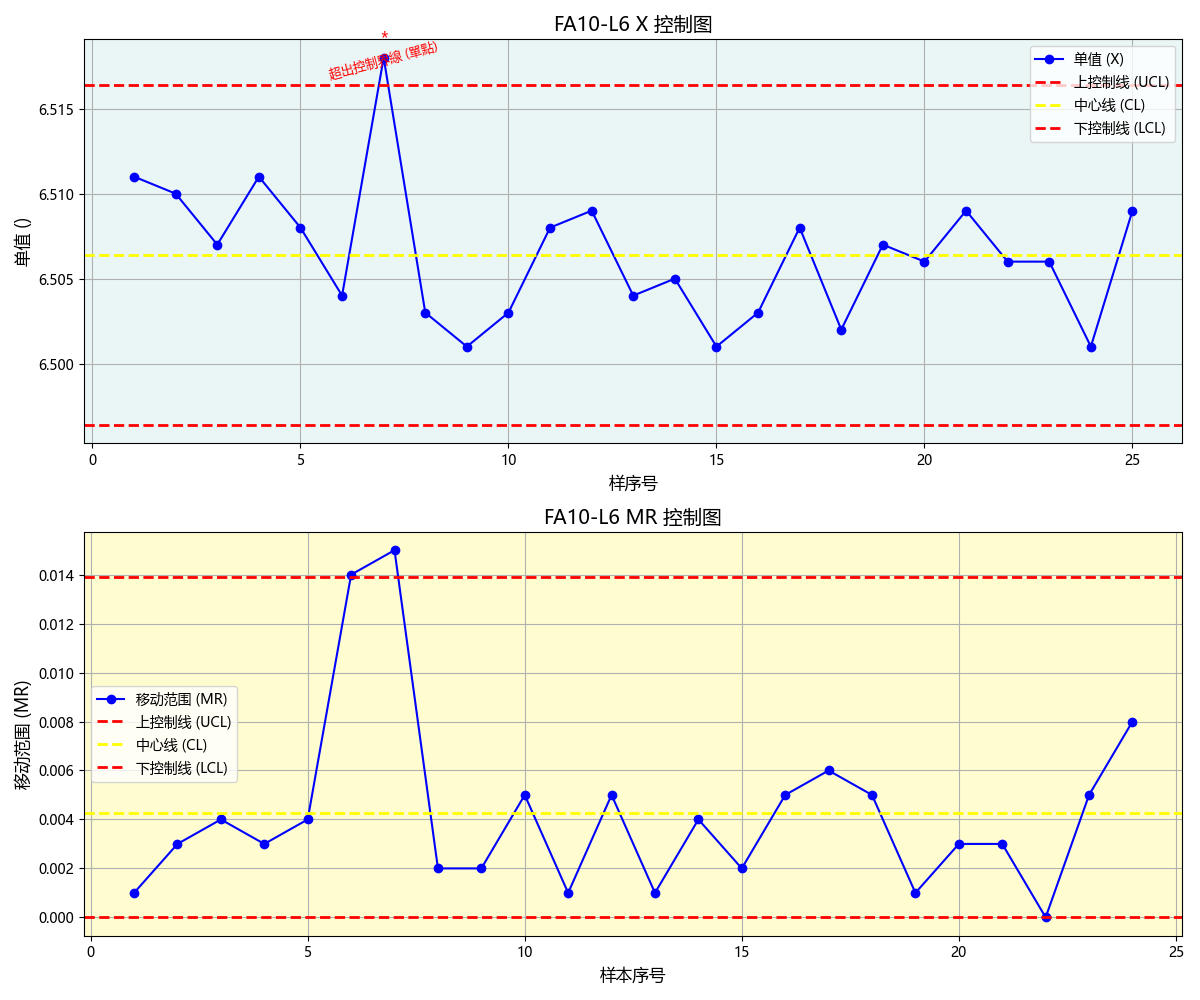 FA10-L6 X 控制图
*
超出控制界線 (單點)
单值 (X)
上控制线 (UCL)
中心线 (CL)
下控制线 (LCL)
单值 ()
6.515
6.510
6.505
6.500
0 5 10 15 20 25
样序号
FA10-L6 MR 控制图
移动范围 (MR)
0.014
0.012
0.010
0.008
0.006
0.004
0.002
0.000
移动范围 (MR)
上控制线 (UCL)
中心线 (CL)
下控制线 (LCL)
0 5 10 15 20 25
样本序号